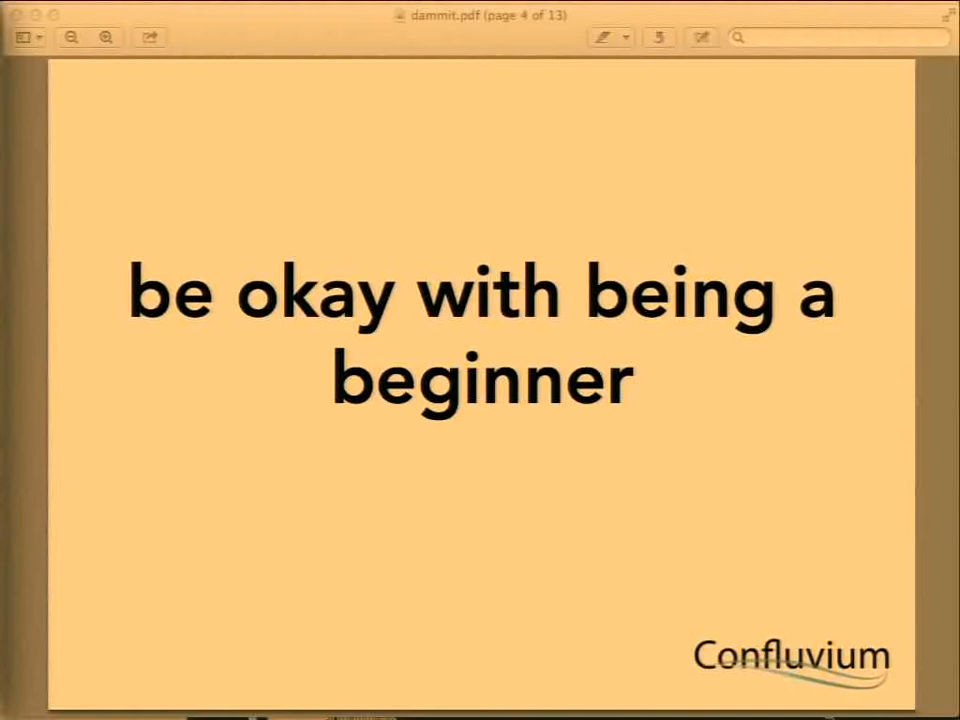 dammit.pdf (page 4 of 13)
be okay with being a
beginner
Confluvium